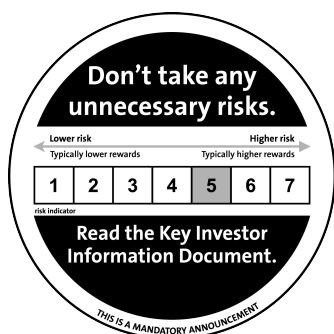 Don’t take any
unnecessary risks.
Lower risk Higher risk
Typically lower rewards Typically higher rewards
1 2 3 4 5 6 7
risk indicator
Read the Key Investor
Information Document.
THIS IS A MANDATORY ANNOUNCEMENT